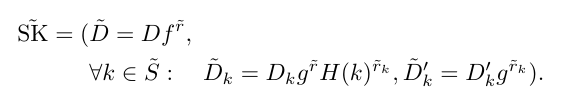 S̃K = (D̃ = Df^r̃,
∀k ∈ S̃ : D̃_k = D_k g^r̃ H(k)^r̃_k, D̃′_k = D′_k g^r̃_k).